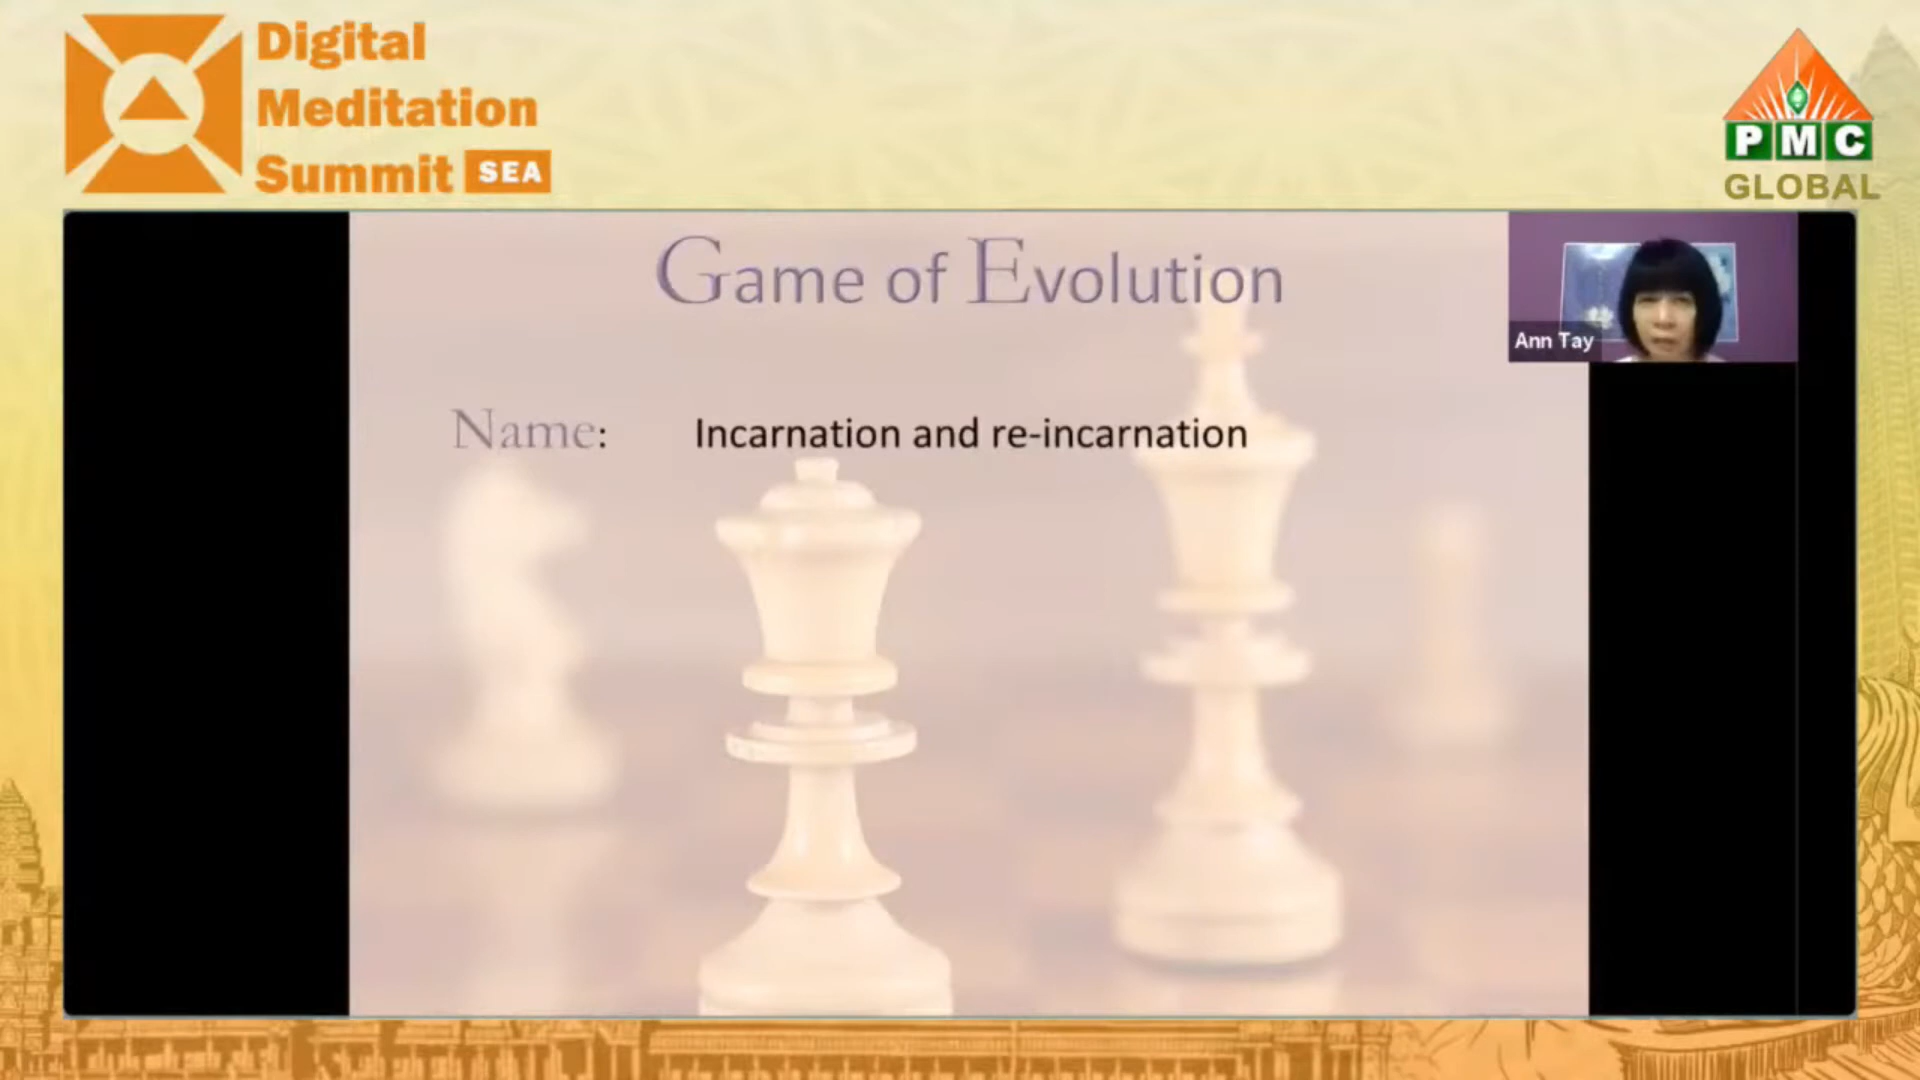 Digital
Meditation
Summit SEA
PMC
GLOBAL
Game of Evolution
Ann Tay
Name: Incarnation and re-incarnation